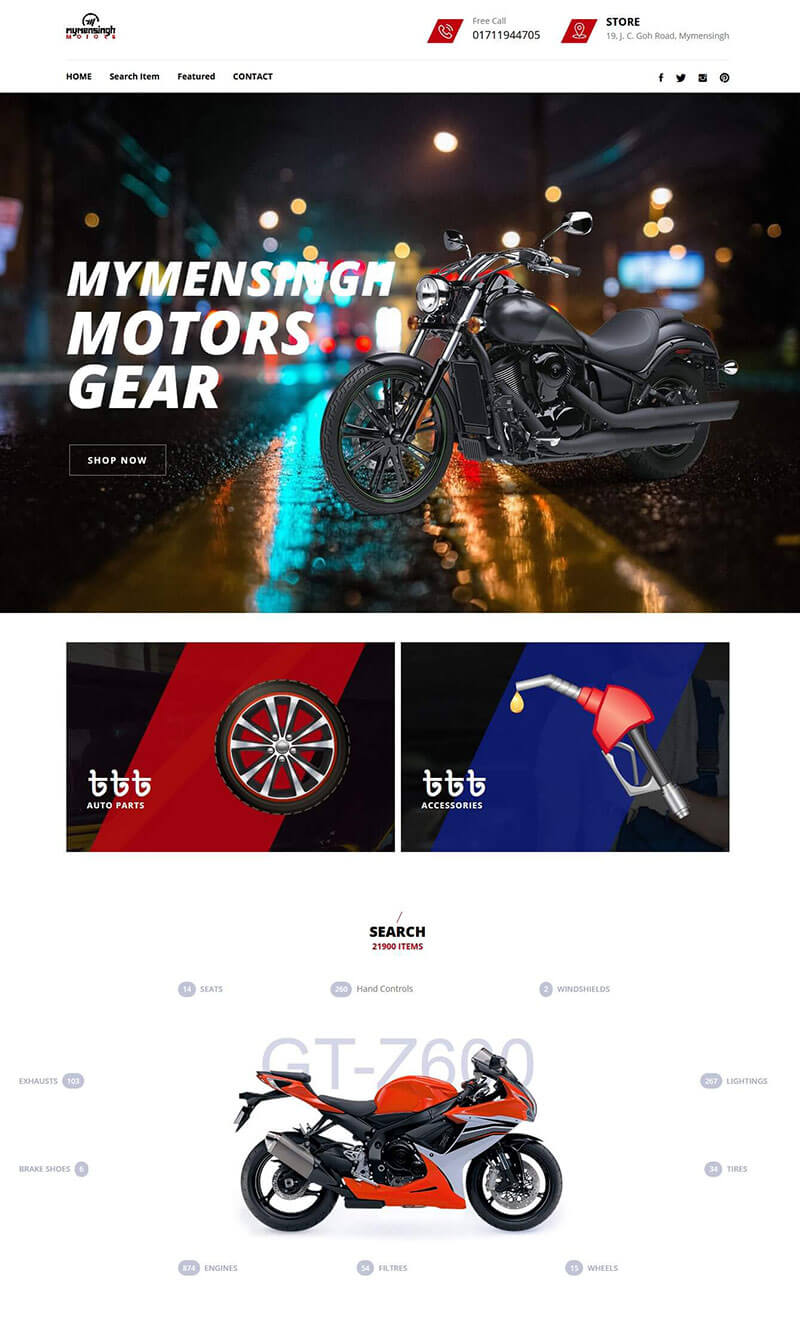 mymensingh
MOTORS
Free Call
01711944705
STORE
19, J. C. Goh Road, Mymensingh
HOME
Search Item
Featured
CONTACT
MYMENSINGH
MOTORS
GEAR
SHOP NOW
৳৳৳
AUTO PARTS
৳৳৳
ACCESSORIES
SEARCH
21900 ITEMS
14 SEATS
260 Hand Controls
2 WINDSHIELDS
GT-Z600
EXHAUSTS 103
267 LIGHTINGS
BRAKE SHOES 6
34 TIRES
874 ENGINES
54 FILTRES
15 WHEELS